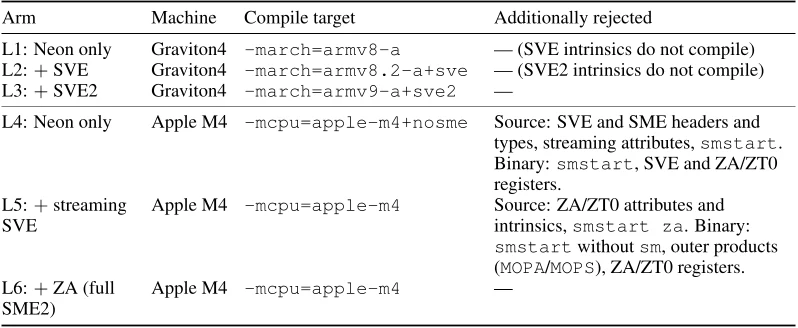 Arm Machine Compile target Additionally rejected
L1: Neon only Graviton4 -march=armv8-a — (SVE intrinsics do not compile)
L2: + SVE Graviton4 -march=armv8.2-a+sve — (SVE2 intrinsics do not compile)
L3: + SVE2 Graviton4 -march=armv9-a+sve2 —
L4: Neon only Apple M4 -mcpu=apple-m4+nosme Source: SVE and SME headers and
types, streaming attributes, smstart.
Binary: smstart, SVE and ZA/ZT0
registers.
L5: + streaming Apple M4 -mcpu=apple-m4 Source: ZA/ZT0 attributes and
SVE intrinsics, smstart za. Binary:
smstart without sm, outer products
(MOPA/MOPS), ZA/ZT0 registers.
L6: + ZA (full Apple M4 -mcpu=apple-m4 —
SME2)